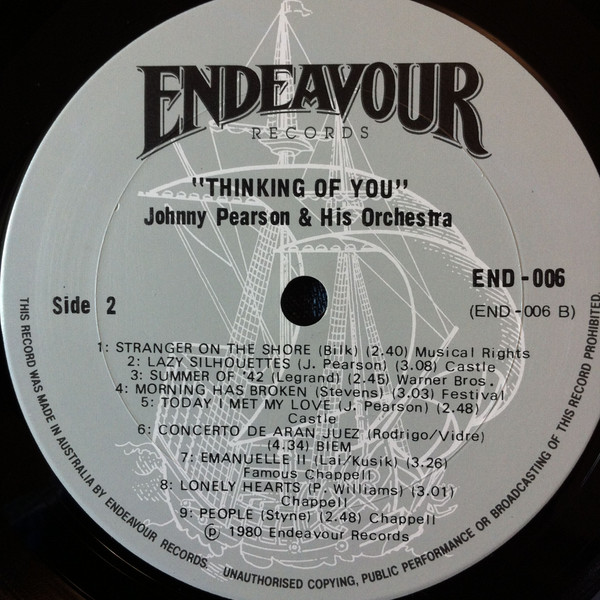 ENDEAVOUR
RECORDS
"THINKING OF YOU"
Johnny Pearson & His Orchestra
END-006
Side 2
(END-006 B)
1: STRANGER ON THE SHORE (Bilk) (2.40) Musical Rights
2: LAZY SILHOUETTES (J. Pearson) (3.08) Castle
3: SUMMER OF '42 (Legrand) (2.45) Warner Bros.
4: MORNING HAS BROKEN (Stevens) (3.03) Festival
5: TODAY I MET MY LOVE (J. Pearson) (2.48)
Castle
6: CONCERTO DE ARAN JUEZ (Rodrigo/Vidre)
(4.34) BIEM
7: EMANUELLE II (Lai/Kusik) (3.26)
Famous Chappell
8: LONELY HEARTS (P. Williams) (3.01)
Chappell
9: PEOPLE (Styne) (2.48) Chappell
℗ 1980 Endeavour Records
THIS RECORD WAS MADE IN AUSTRALIA BY ENDEAVOUR RECORDS. UNAUTHORISED COPYING, PUBLIC PERFORMANCE OR BROADCASTING OF THIS RECORD PROHIBITED.